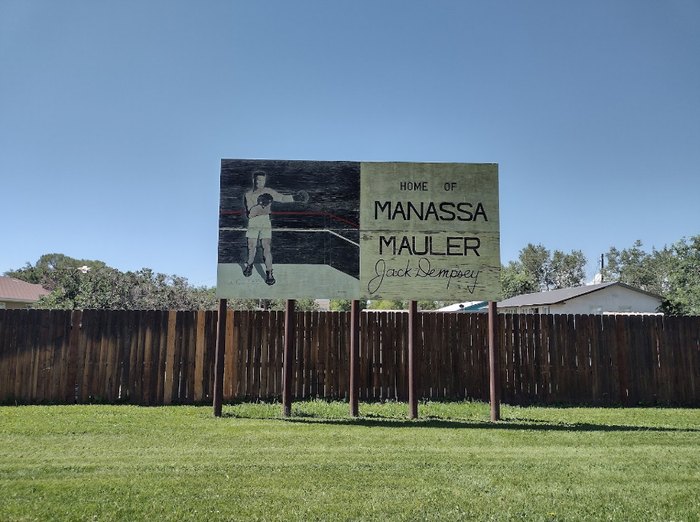 HOME OF
MANASSA
MAULER
Jack Dempsey